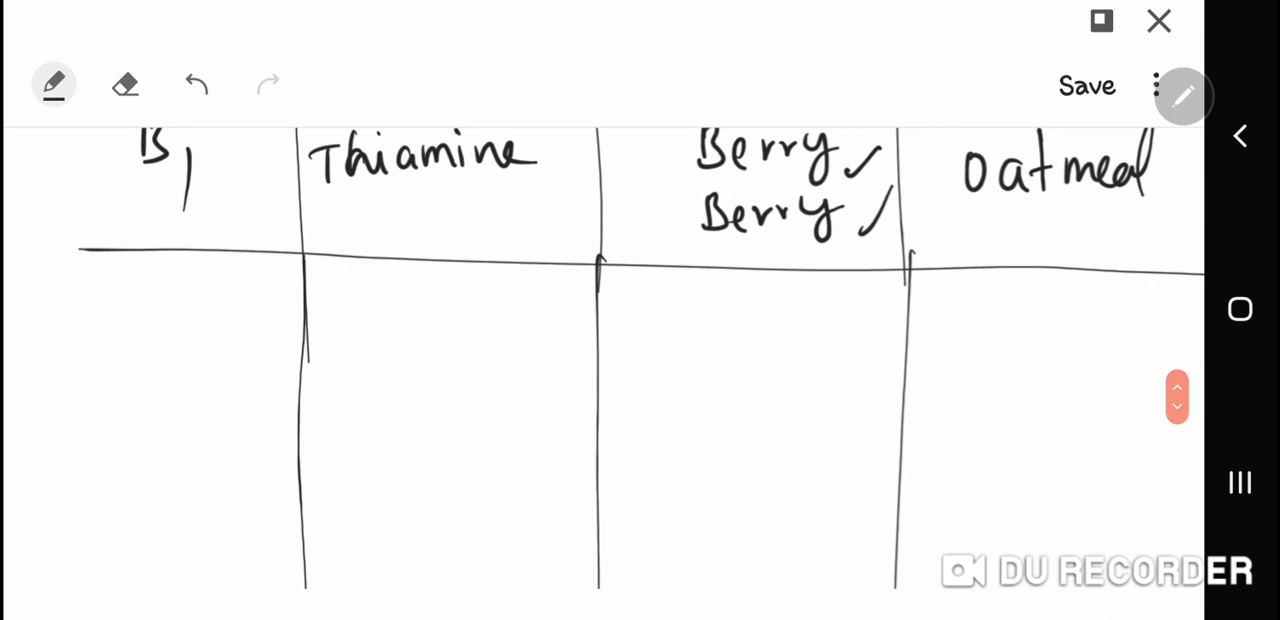 Save
B1 Thiamine Berry ✓ Oatmeal
Berry ✓
DU RECORDER